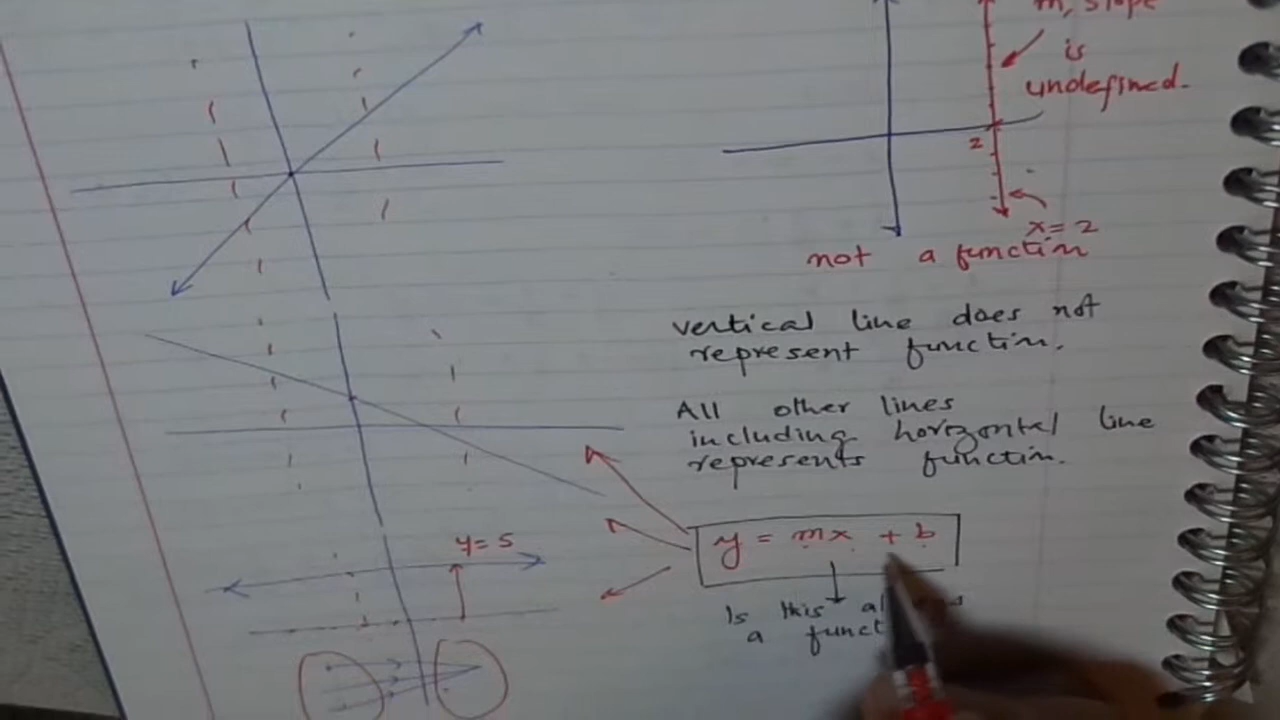 m, slope
is
undefined.
2
x = 2
not a function
vertical line does not
represent function.
All other lines
including horizontal line
represents function.
y = mx + b
y = 5
Is this
a